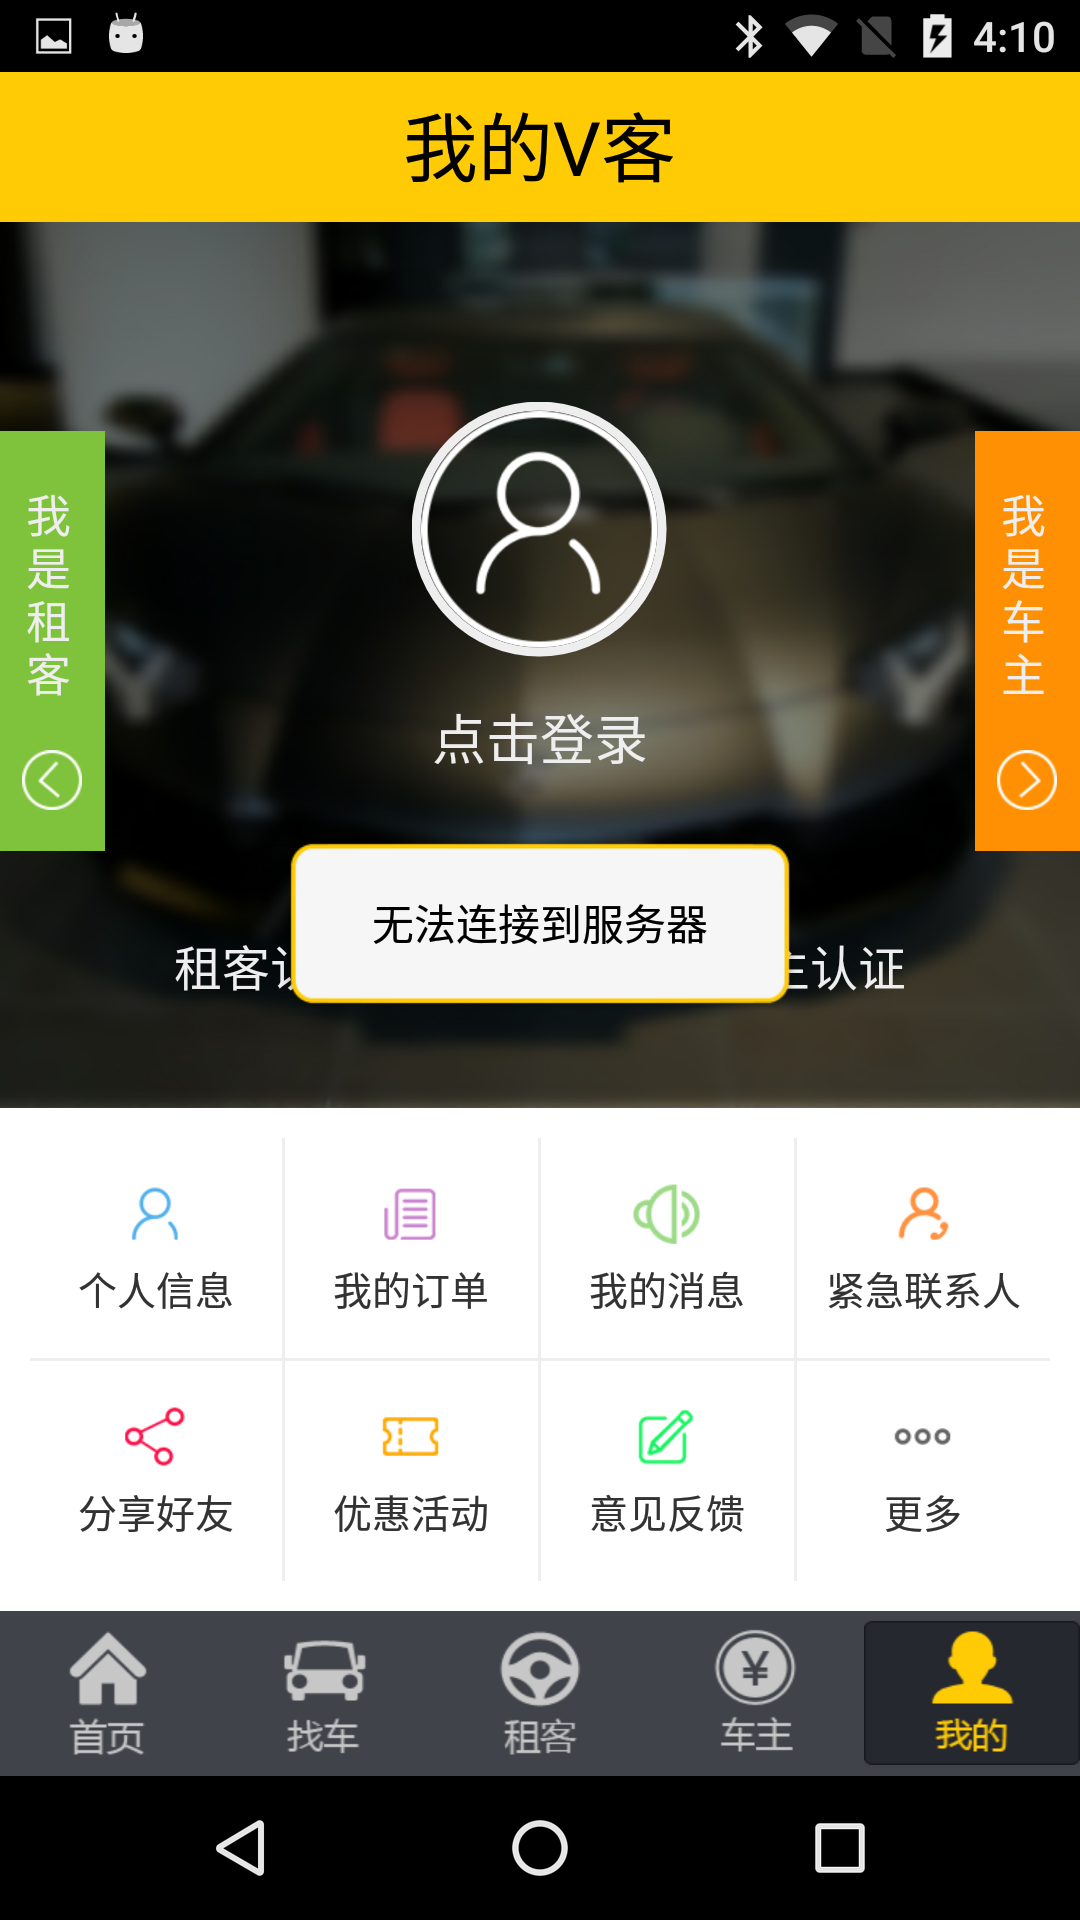 4:10
我的V客
我是租客
我是车主
点击登录
无法连接到服务器
租客
主认证
个人信息
我的订单
我的消息
紧急联系人
分享好友
优惠活动
意见反馈
更多
首页
找车
租客
车主
我的